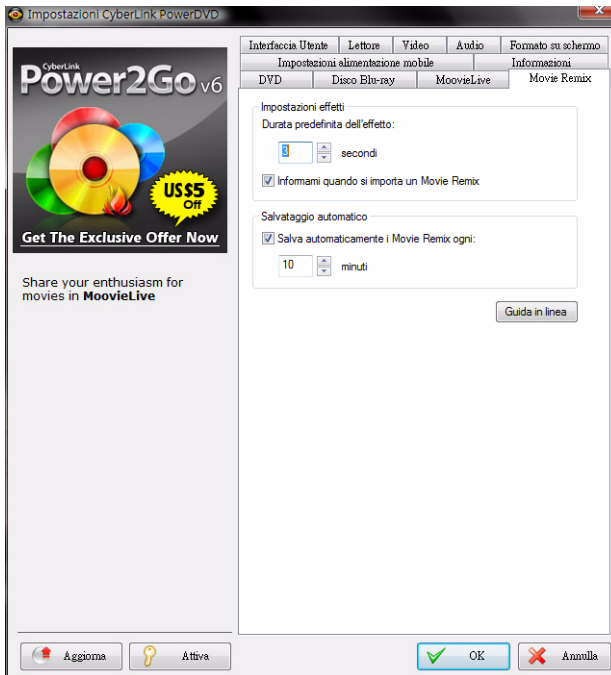 Impostazioni CyberLink PowerDVD
CyberLink
Power2Go v6
US$5
Off
Get The Exclusive Offer Now
Share your enthusiasm for
movies in MoovieLive
Interfaccia Utente Lettore Video Audio Formato su schermo
Impostazioni alimentazione mobile Informazioni
DVD Disco Blu-ray MoovieLive Movie Remix
Impostazioni effetti
Durata predefinita dell'effetto:
3 secondi
Informami quando si importa un Movie Remix
Salvataggio automatico
Salva automaticamente i Movie Remix ogni:
10 minuti
Guida in linea
Aggiorna Attiva OK Annulla